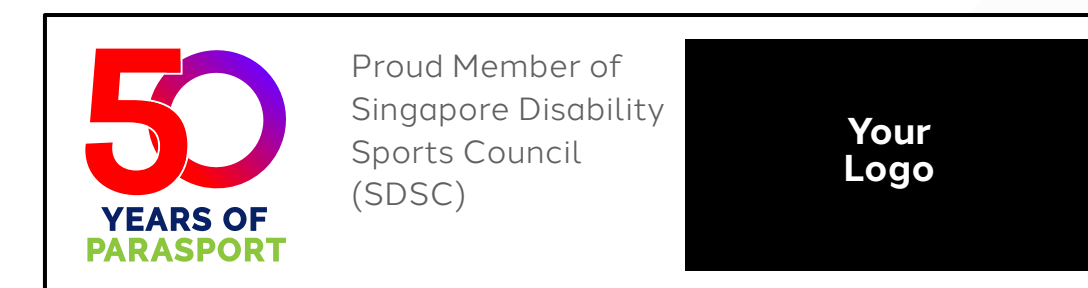 50
YEARS OF
PARASPORT
Proud Member of
Singapore Disability
Sports Council
(SDSC)
Your
Logo